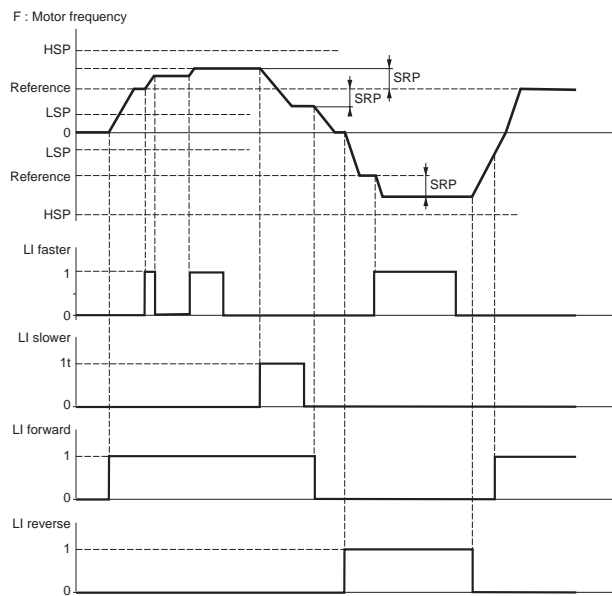 F : Motor frequency
HSP
SRP
Reference
SRP
LSP
0
LSP
Reference
SRP
HSP
LI faster
1
0
LI slower
1t
0
LI forward
1
0
LI reverse
1
0